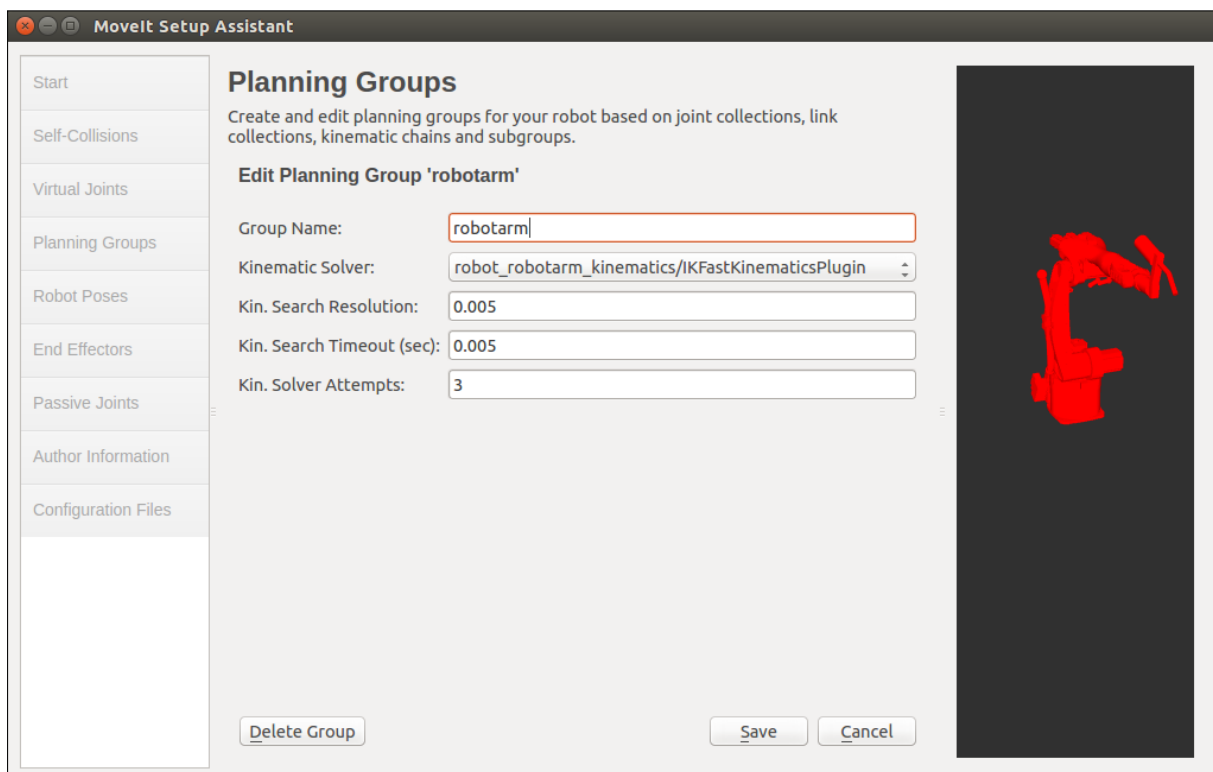 MoveIt Setup Assistant
Start
Self-Collisions
Virtual Joints
Planning Groups
Robot Poses
End Effectors
Passive Joints
Author Information
Configuration Files
Planning Groups
Create and edit planning groups for your robot based on joint collections, link
collections, kinematic chains and subgroups.
Edit Planning Group 'robotarm'
Group Name: robotarm
Kinematic Solver: robot_robotarm_kinematics/IKFastKinematicsPlugin
Kin. Search Resolution: 0.005
Kin. Search Timeout (sec): 0.005
Kin. Solver Attempts: 3
Delete Group Save Cancel